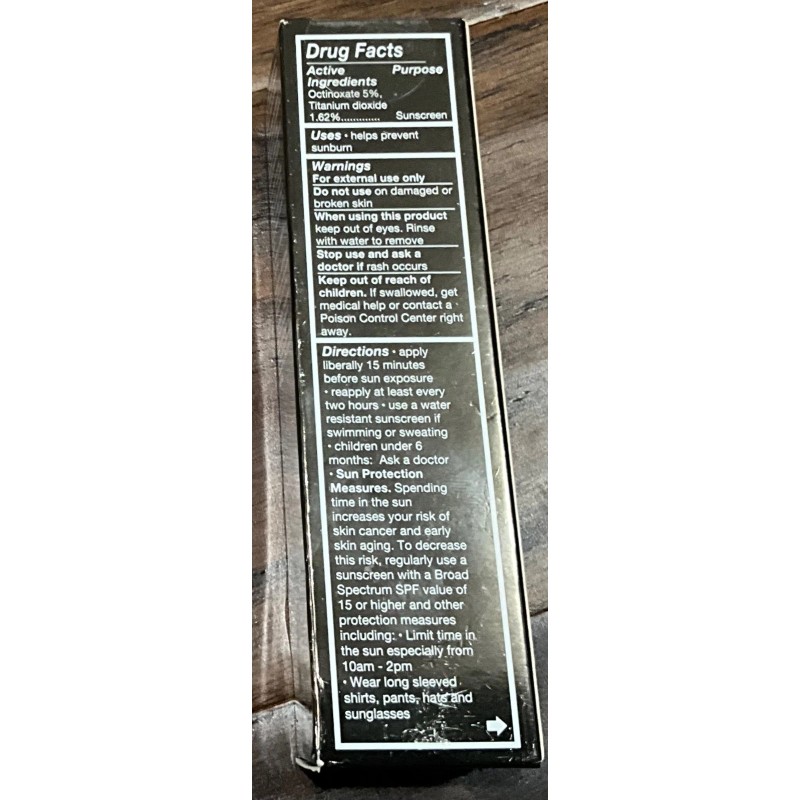 Drug Facts
Active Purpose
Ingredients
Octinoxate 5%,
Titanium dioxide
1.62%............. Sunscreen
Uses • helps prevent
sunburn
Warnings
For external use only
Do not use on damaged or
broken skin
When using this product
keep out of eyes. Rinse
with water to remove
Stop use and ask a
doctor if rash occurs
Keep out of reach of
children. If swallowed, get
medical help or contact a
Poison Control Center right
away.
Directions • apply
liberally 15 minutes
before sun exposure
• reapply at least every
two hours • use a water
resistant sunscreen if
swimming or sweating
• children under 6
months: Ask a doctor
• Sun Protection
Measures. Spending
time in the sun
increases your risk of
skin cancer and early
skin aging. To decrease
this risk, regularly use a
sunscreen with a Broad
Spectrum SPF value of
15 or higher and other
protection measures
including: • Limit time in
the sun especially from
10am - 2pm
• Wear long sleeved
shirts, pants, hats and
sunglasses